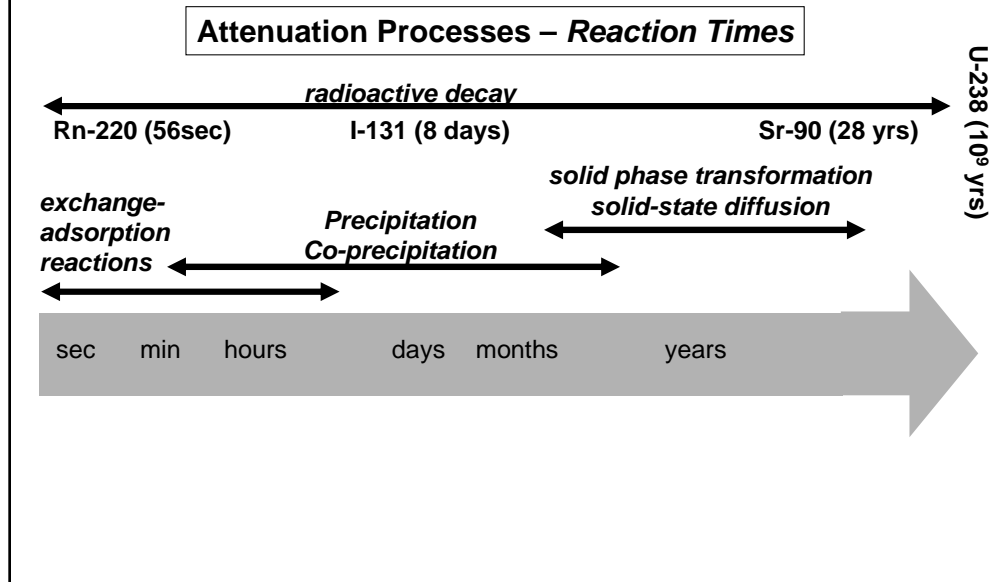 Attenuation Processes – Reaction Times
radioactive decay
Rn-220 (56sec) I-131 (8 days) Sr-90 (28 yrs)
U-238 (10⁹ yrs)
solid phase transformation
solid-state diffusion
exchange-
adsorption
reactions
Precipitation
Co-precipitation
sec min hours days months years